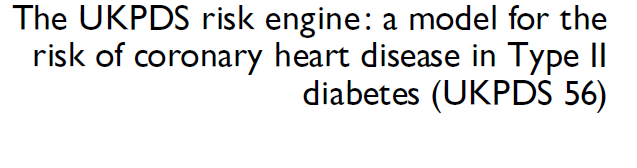 The UKPDS risk engine: a model for the
risk of coronary heart disease in Type II
diabetes (UKPDS 56)